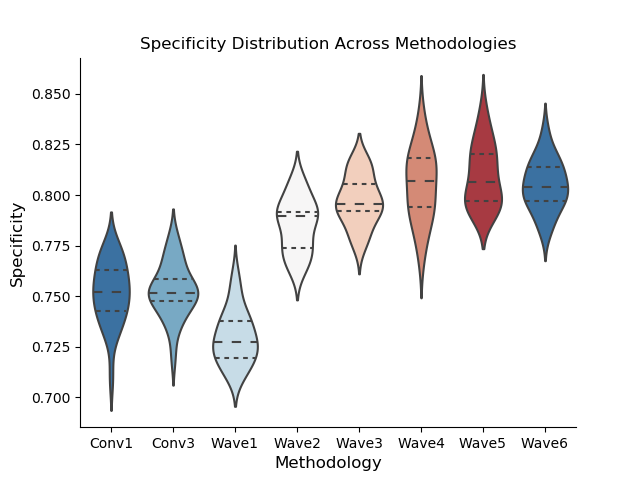 Specificity Distribution Across Methodologies
0.850
0.825
0.800
0.775
0.750
0.725
0.700
Specificity
Conv1 Conv3 Wave1 Wave2 Wave3 Wave4 Wave5 Wave6
Methodology